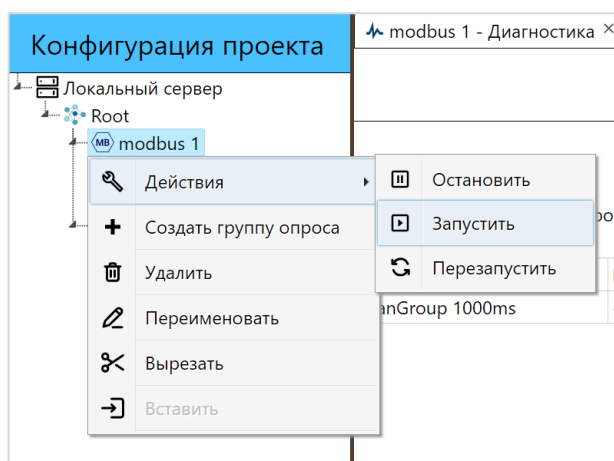 Конфигурация проекта
modbus 1 - Диагностика ×
Локальный сервер
Root
MB modbus 1
Действия
Создать группу опроса
Удалить
Переименовать
Вырезать
Вставить
Остановить
Запустить
Перезапустить
anGroup 1000ms